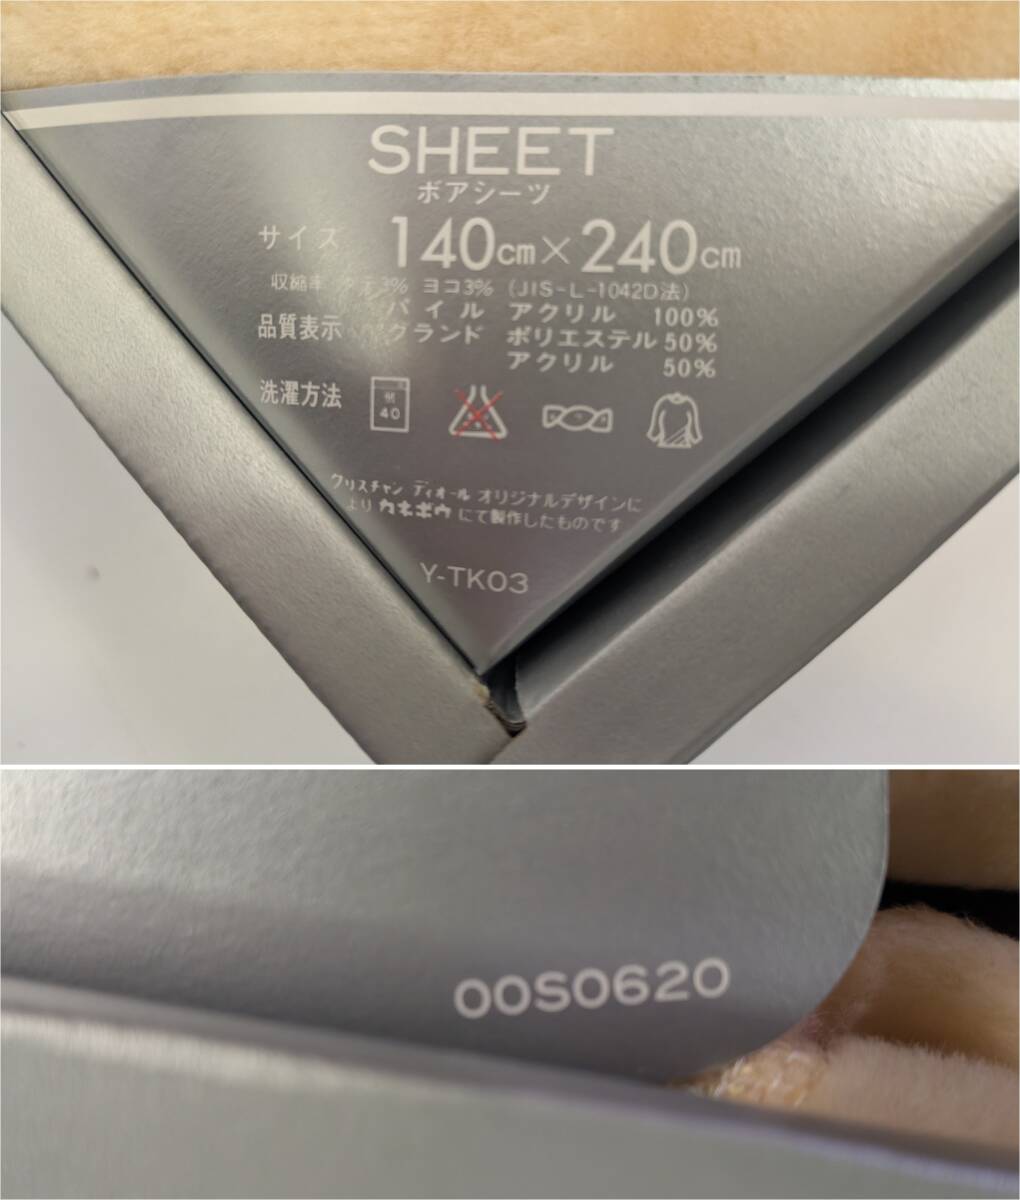 SHEET
ボアシーツ
サイズ 140cm×240cm
収縮率 タテ3% ヨコ3% (JIS-L-1042D法)
パイル アクリル 100%
品質表示 グランド ポリエステル 50%
アクリル 50%
洗濯方法 弱 40
クリスチャン ディオール オリジナルデザインに
より カネボウ にて製作したものです
Y-TK03
00S0620